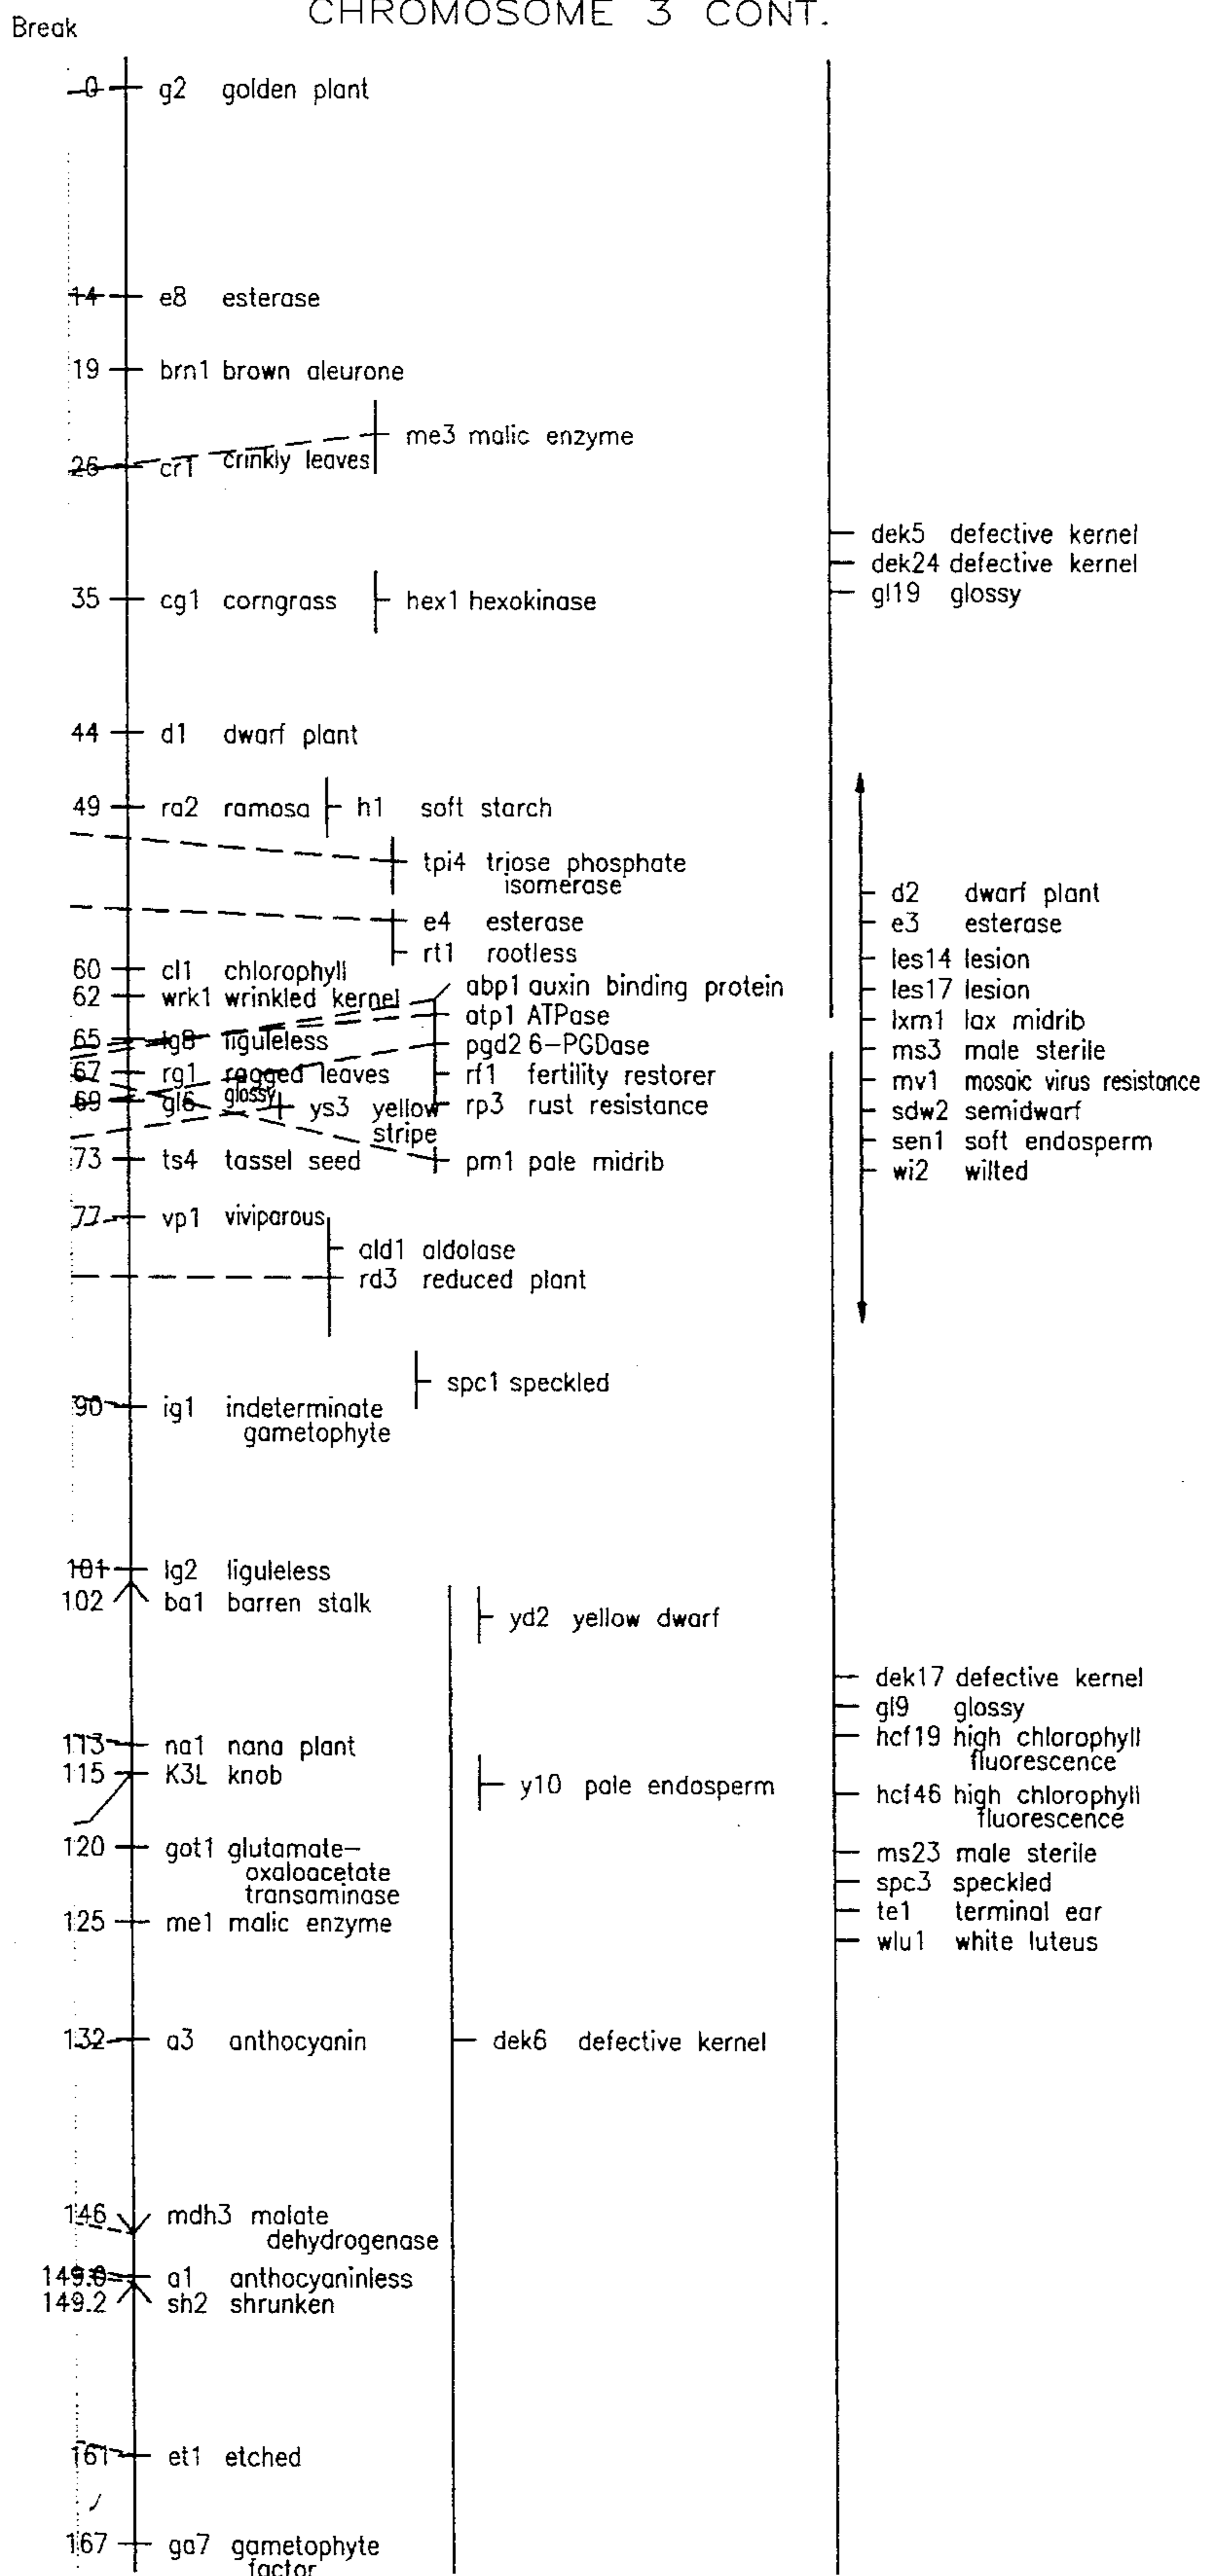 CHROMOSOME 3 CONT.
Break
0 g2 golden plant
14 e8 esterase
19 brn1 brown aleurone
me3 malic enzyme
26 cr1 crinkly leaves
dek5 defective kernel
dek24 defective kernel
gl19 glossy
35 cg1 corngrass
hex1 hexokinase
44 d1 dwarf plant
49 ra2 ramosa
h1 soft starch
tpi4 triose phosphate
isomerase
e4 esterase
rt1 rootless
d2 dwarf plant
e3 esterase
les14 lesion
les17 lesion
lxm1 lax midrib
ms3 male sterile
mv1 mosaic virus resistance
sdw2 semidwarf
sen1 soft endosperm
wi2 wilted
60 cl1 chlorophyll
62 wrk1 wrinkled kernel
abp1 auxin binding protein
atp1 ATPase
65 lg8 liguleless
pgd2 6-PGDase
67 rg1 ragged leaves
rf1 fertility restorer
69 gl6 glossy
ys3 yellow
stripe
rp3 rust resistance
73 ts4 tassel seed
pm1 pale midrib
77 vp1 viviparous
ald1 aldolase
rd3 reduced plant
spc1 speckled
90 ig1 indeterminate
gametophyte
101 lg2 liguleless
102 ba1 barren stalk
yd2 yellow dwarf
dek17 defective kernel
gl9 glossy
hcf19 high chlorophyll
fluorescence
hcf46 high chlorophyll
fluorescence
ms23 male sterile
spc3 speckled
te1 terminal ear
wlu1 white luteus
113 na1 nana plant
115 K3L knob
y10 pale endosperm
120 got1 glutamate-
oxaloacetate
transaminase
125 me1 malic enzyme
132 a3 anthocyanin
dek6 defective kernel
146 mdh3 malate
dehydrogenase
149.0 a1 anthocyaninless
149.2 sh2 shrunken
161 et1 etched
167 ga7 gametophyte
factor